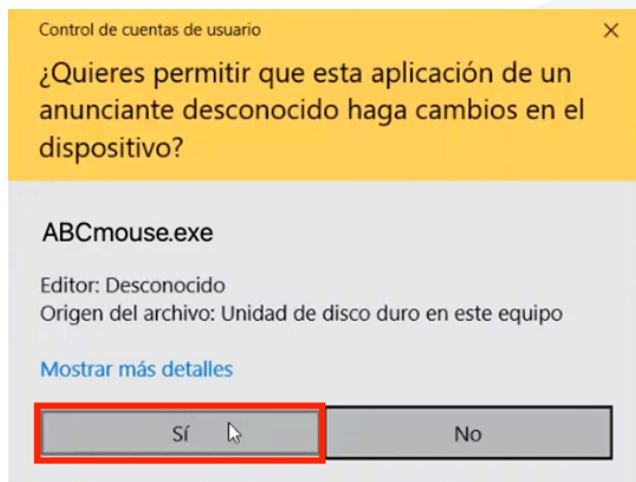 Control de cuentas de usuario
¿Quieres permitir que esta aplicación de un
anunciante desconocido haga cambios en el
dispositivo?
ABCmouse.exe
Editor: Desconocido
Origen del archivo: Unidad de disco duro en este equipo
Mostrar más detalles
Sí
No